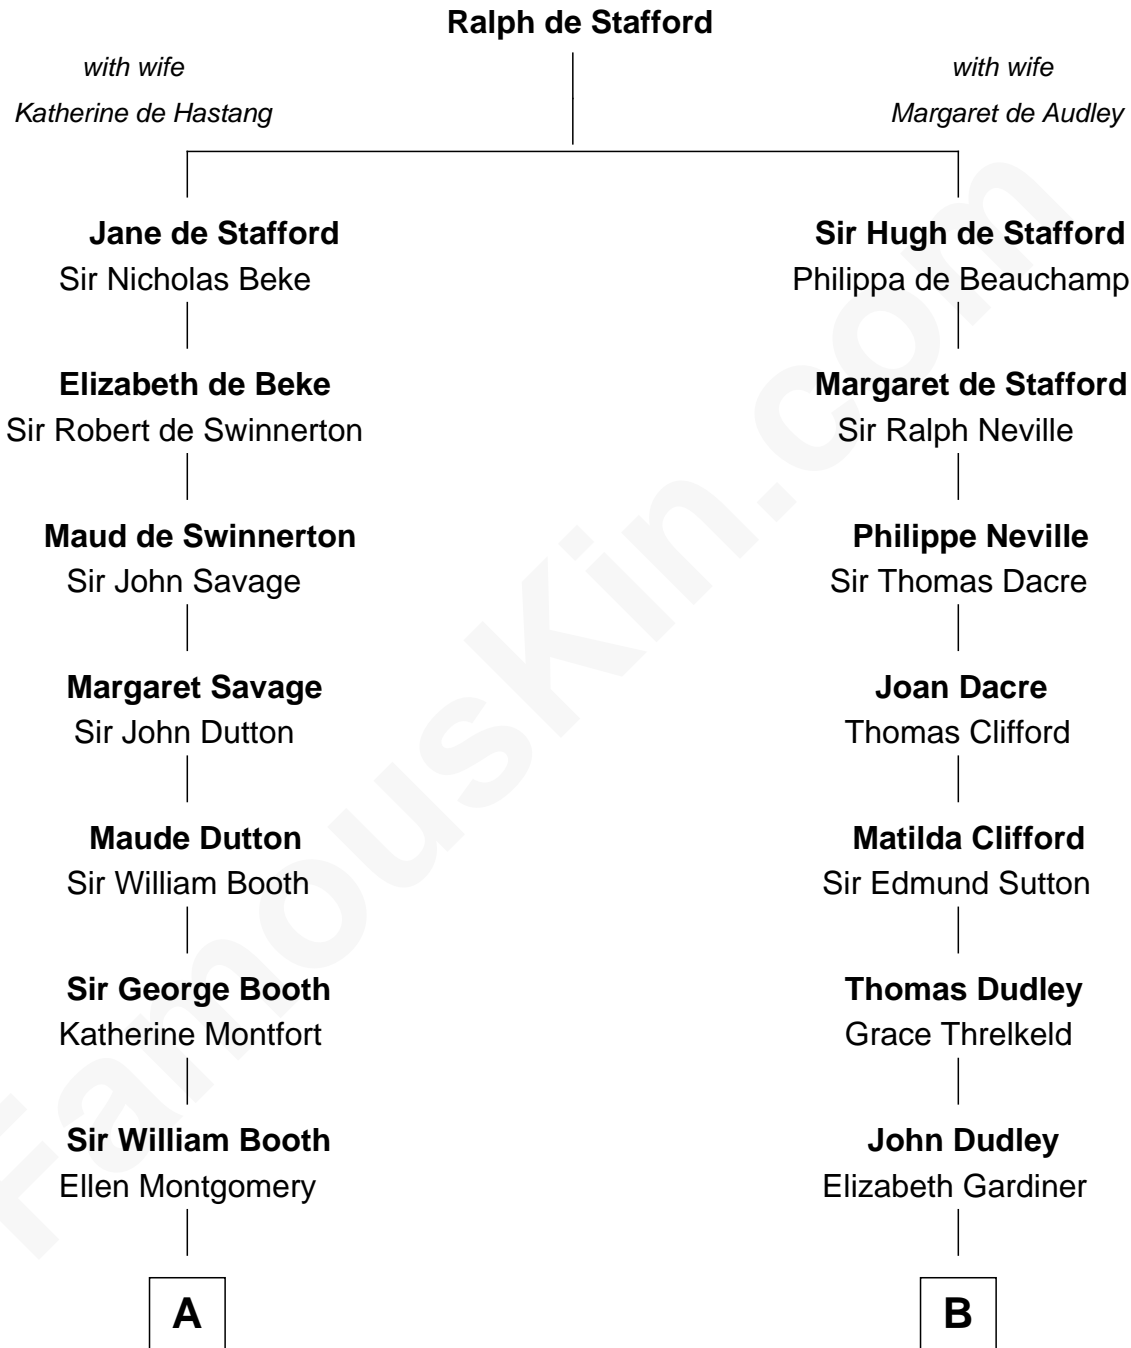 Ralph de Stafford
with wife
Katherine de Hastang
with wife
Margaret de Audley
Jane de Stafford
Sir Nicholas Beke
Sir Hugh de Stafford
Philippa de Beauchamp
Elizabeth de Beke
Sir Robert de Swinnerton
Margaret de Stafford
Sir Ralph Neville
Maud de Swinnerton
Sir John Savage
Philippe Neville
Sir Thomas Dacre
Margaret Savage
Sir John Dutton
Joan Dacre
Thomas Clifford
Maude Dutton
Sir William Booth
Matilda Clifford
Sir Edmund Sutton
Sir George Booth
Katherine Montfort
Thomas Dudley
Grace Threlkeld
Sir William Booth
Ellen Montgomery
John Dudley
Elizabeth Gardiner
A
B
FamousKin.com